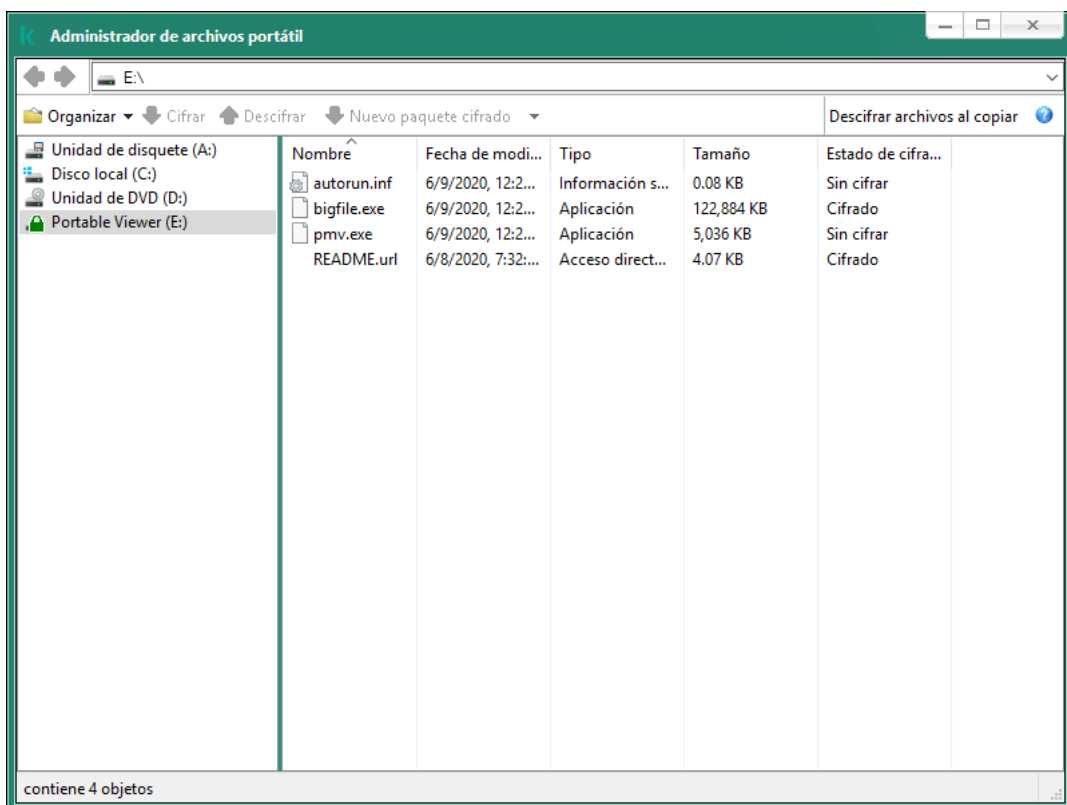 Administrador de archivos portátil
E:\
Organizar Cifrar Descifrar Nuevo paquete cifrado Descifrar archivos al copiar
Unidad de disquete (A:)
Disco local (C:)
Unidad de DVD (D:)
Portable Viewer (E:)
Nombre Fecha de modi... Tipo Tamaño Estado de cifra...
autorun.inf 6/9/2020, 12:2... Información s... 0.08 KB Sin cifrar
bigfile.exe 6/9/2020, 12:2... Aplicación 122,884 KB Cifrado
pmv.exe 6/9/2020, 12:2... Aplicación 5,036 KB Sin cifrar
README.url 6/8/2020, 7:32:... Acceso direct... 4.07 KB Cifrado
contiene 4 objetos